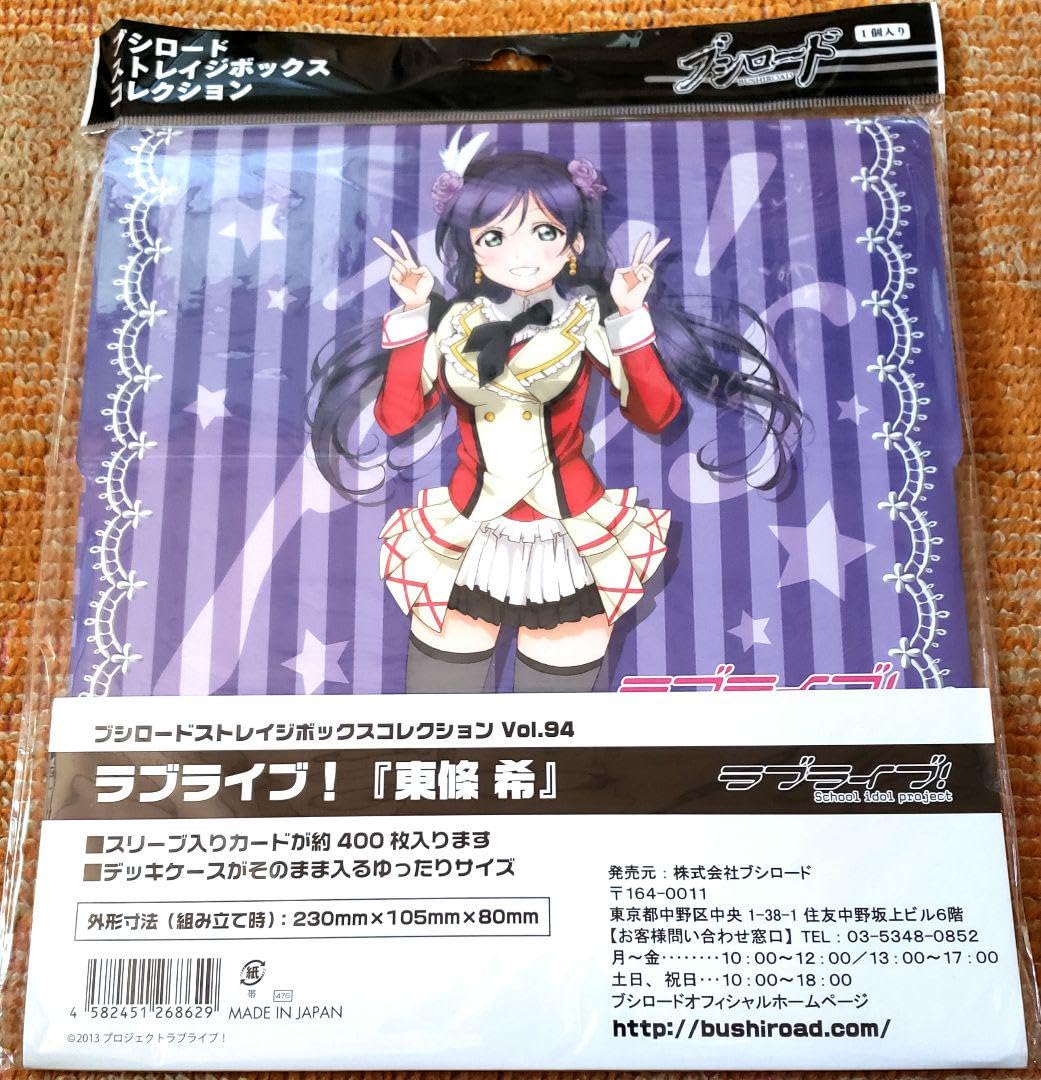 ブシロード
ストレイジボックス
コレクション
ブシロード
BUSHIROAD
1個入り
μ's
ラブライブ!
ブシロードストレイジボックスコレクション Vol.94
ラブライブ!『東條 希』
ラブライブ!
School idol project
■スリーブ入りカードが約400枚入ります
■デッキケースがそのまま入るゆったりサイズ
外形寸法(組み立て時):230mm×105mm×80mm
発売元:株式会社ブシロード
〒164-0011
東京都中野区中央1-38-1住友中野坂上ビル6階
【お客様問い合わせ窓口】TEL:03-5348-0852
月〜金‥‥‥‥10:00〜12:00/13:00〜17:00
土日、祝日‥‥10:00〜18:00
ブシロードオフィシャルホームページ
http://bushiroad.com/
紙
帯
476
4 582451 268629
MADE IN JAPAN
©2013 プロジェクトラブライブ!